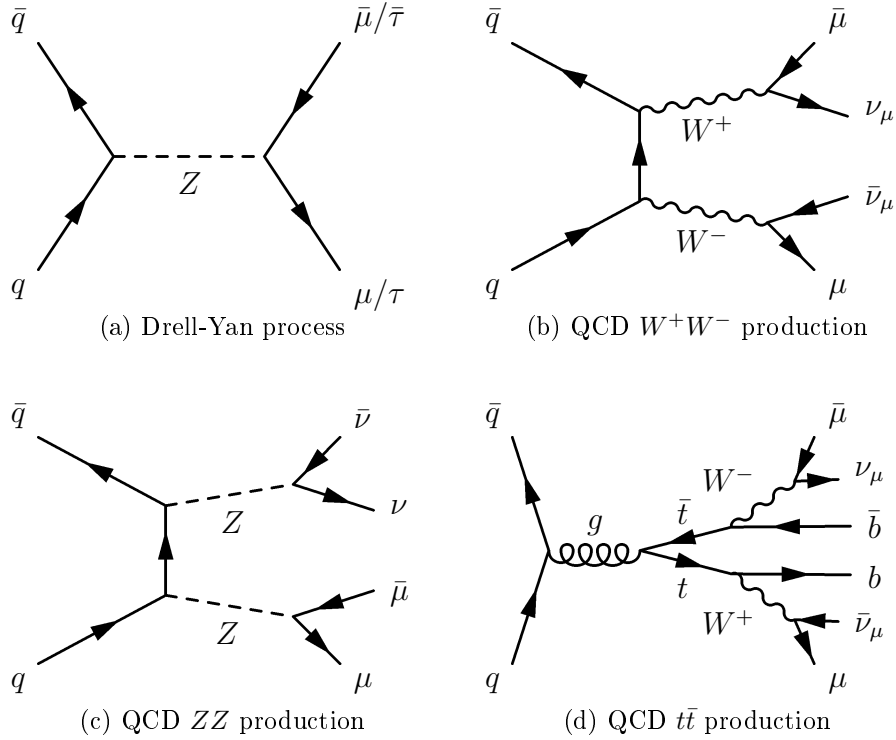 q̄
μ̄/τ̄
Z
q
μ/τ
(a) Drell-Yan process
q̄
μ̄
W⁺
ν_μ
ν̄_μ
W⁻
q
μ
(b) QCD W⁺W⁻ production
q̄
ν̄
Z
ν
μ̄
Z
q
μ
(c) QCD ZZ production
q̄
μ̄
W⁻
ν_μ
t̄
b̄
g
b
t
W⁺
ν̄_μ
q
μ
(d) QCD tt̄ production